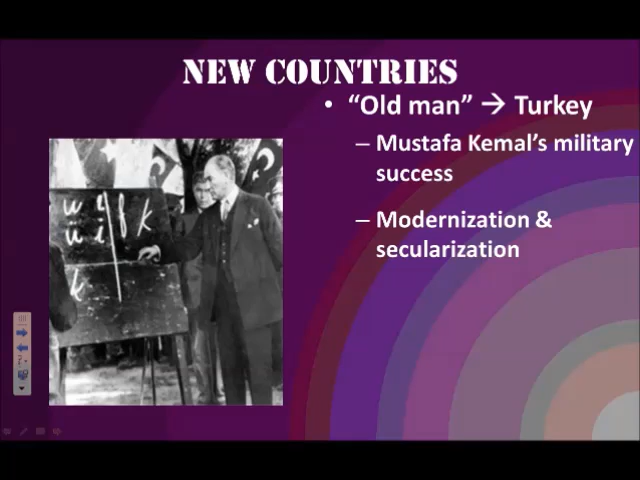 NEW COUNTRIES
• "Old man" → Turkey
– Mustafa Kemal's military
success
– Modernization &
secularization
ü i
k